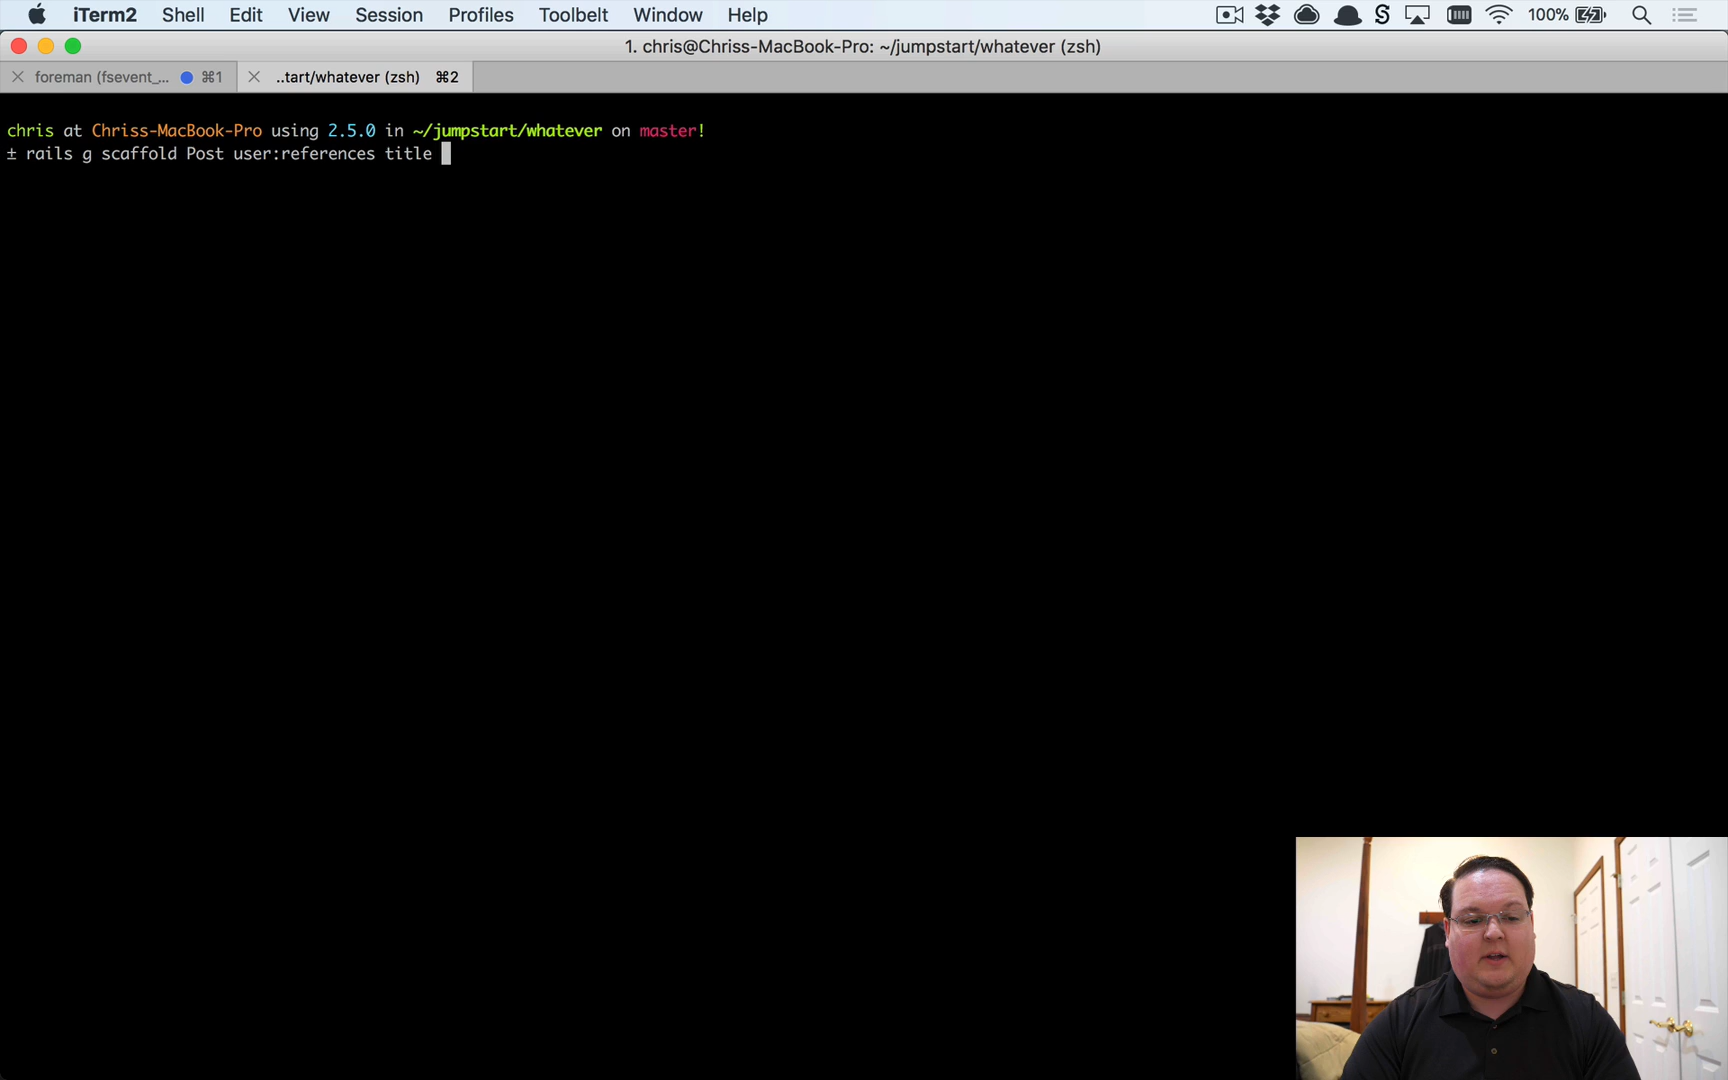 iTerm2 Shell Edit View Session Profiles Toolbelt Window Help 100%
1. chris@Chriss-MacBook-Pro: ~/jumpstart/whatever (zsh)
foreman (fsevent_... ⌘1 ..tart/whatever (zsh) ⌘2
chris at Chriss-MacBook-Pro using 2.5.0 in ~/jumpstart/whatever on master!
± rails g scaffold Post user:references title